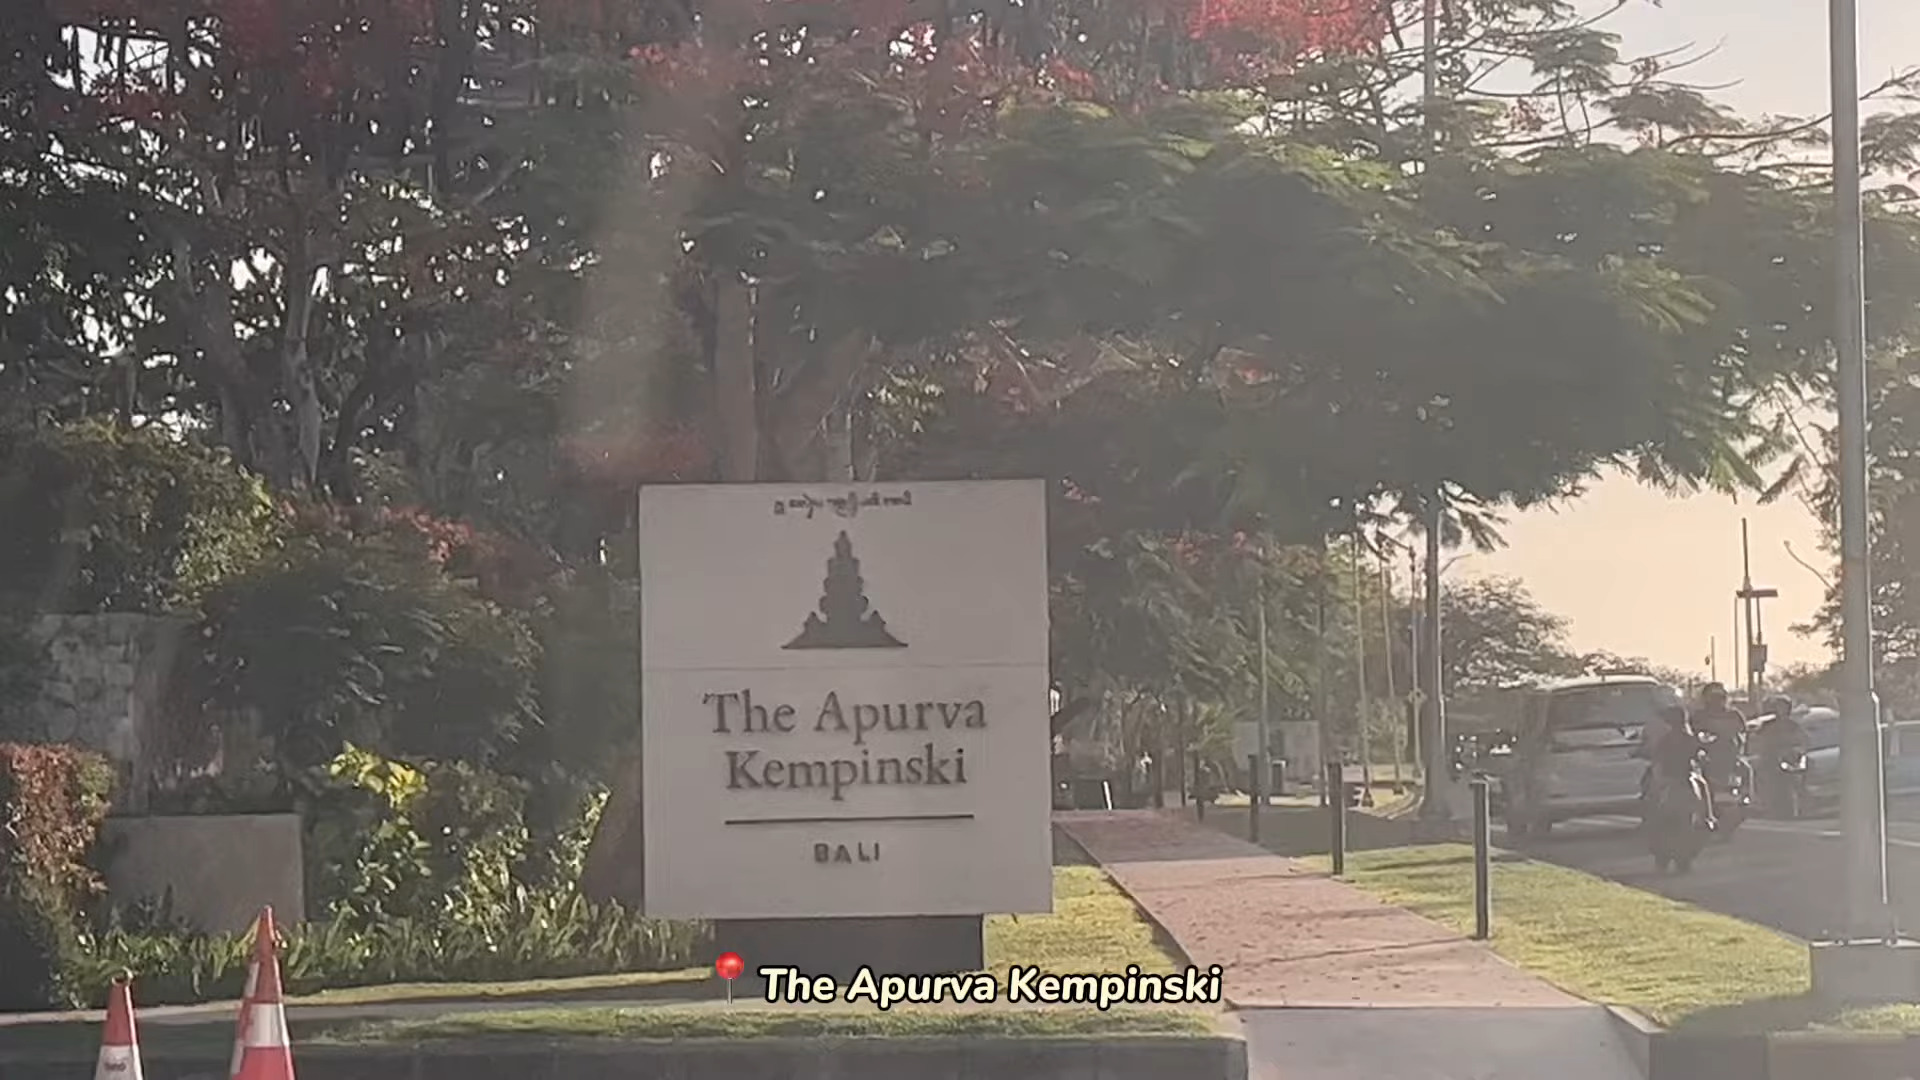 The Apurva
Kempinski
BALI
The Apurva Kempinski